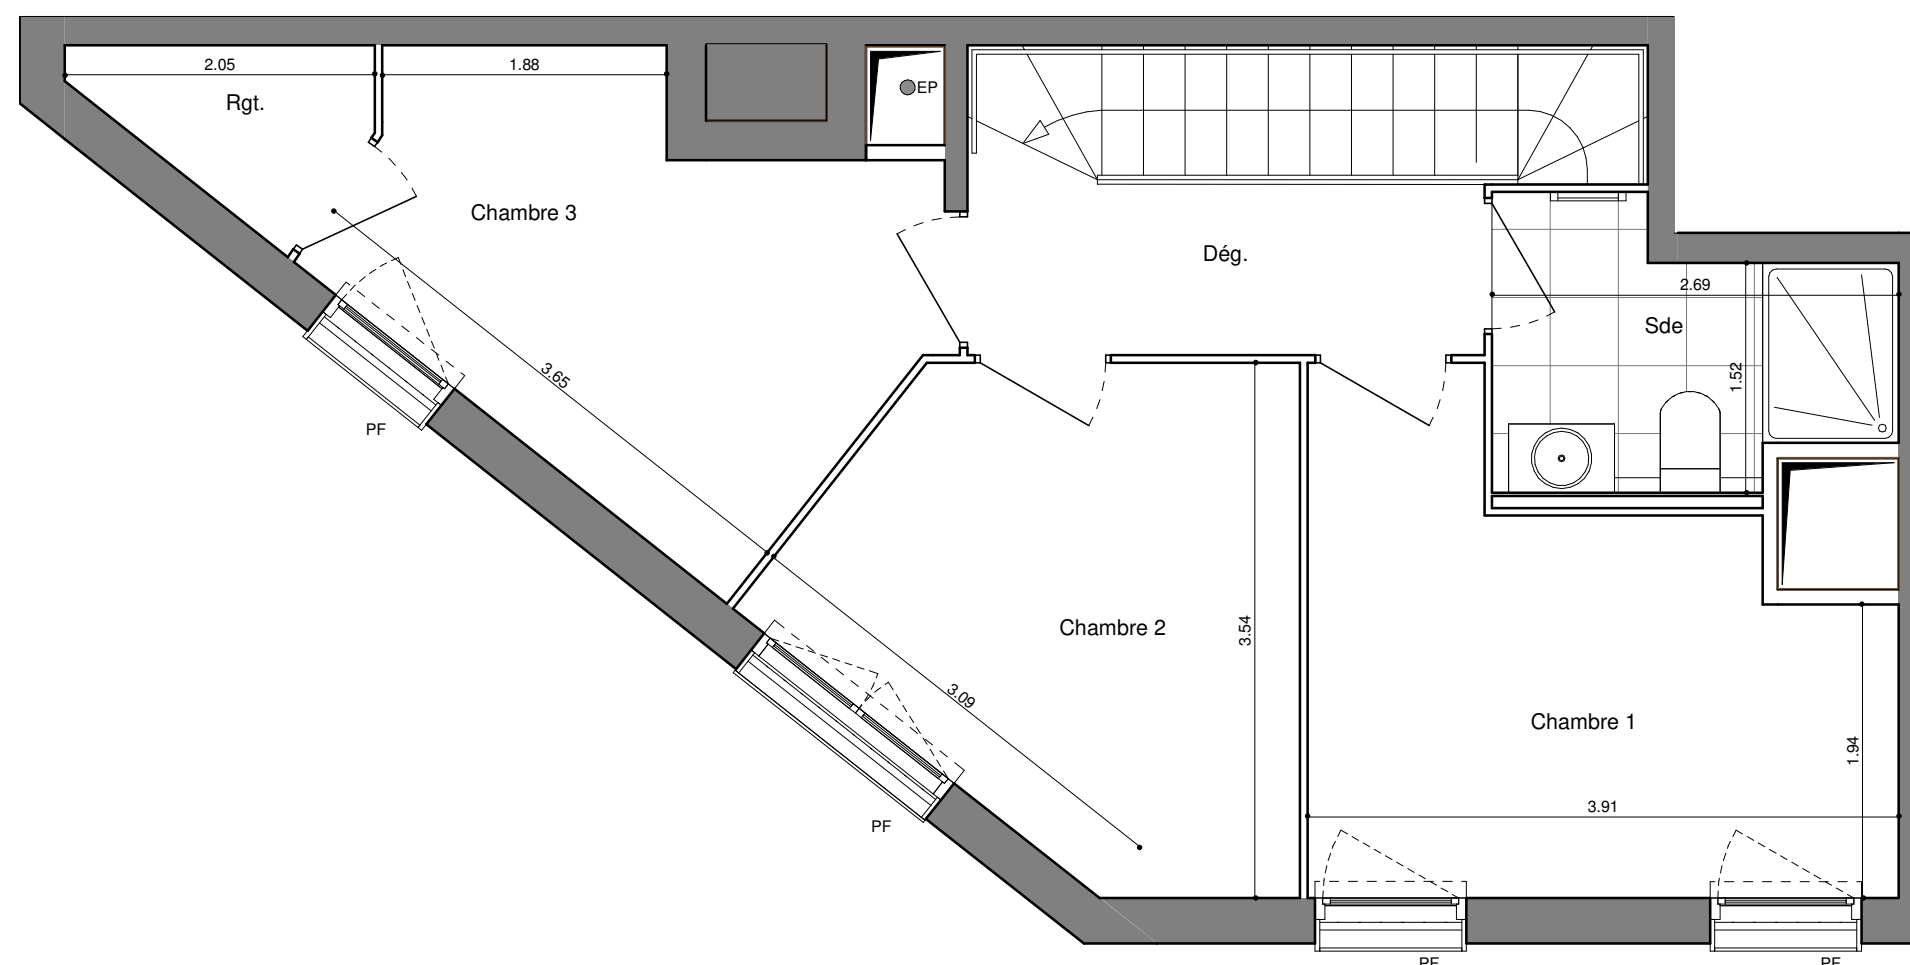 2.05
1.88
Rgt.
EP
Chambre 3
Dég.
2.69
Sde
1.52
3.65
PF
Chambre 2
3.54
3.09
Chambre 1
1.94
3.91
PF
PF
PF